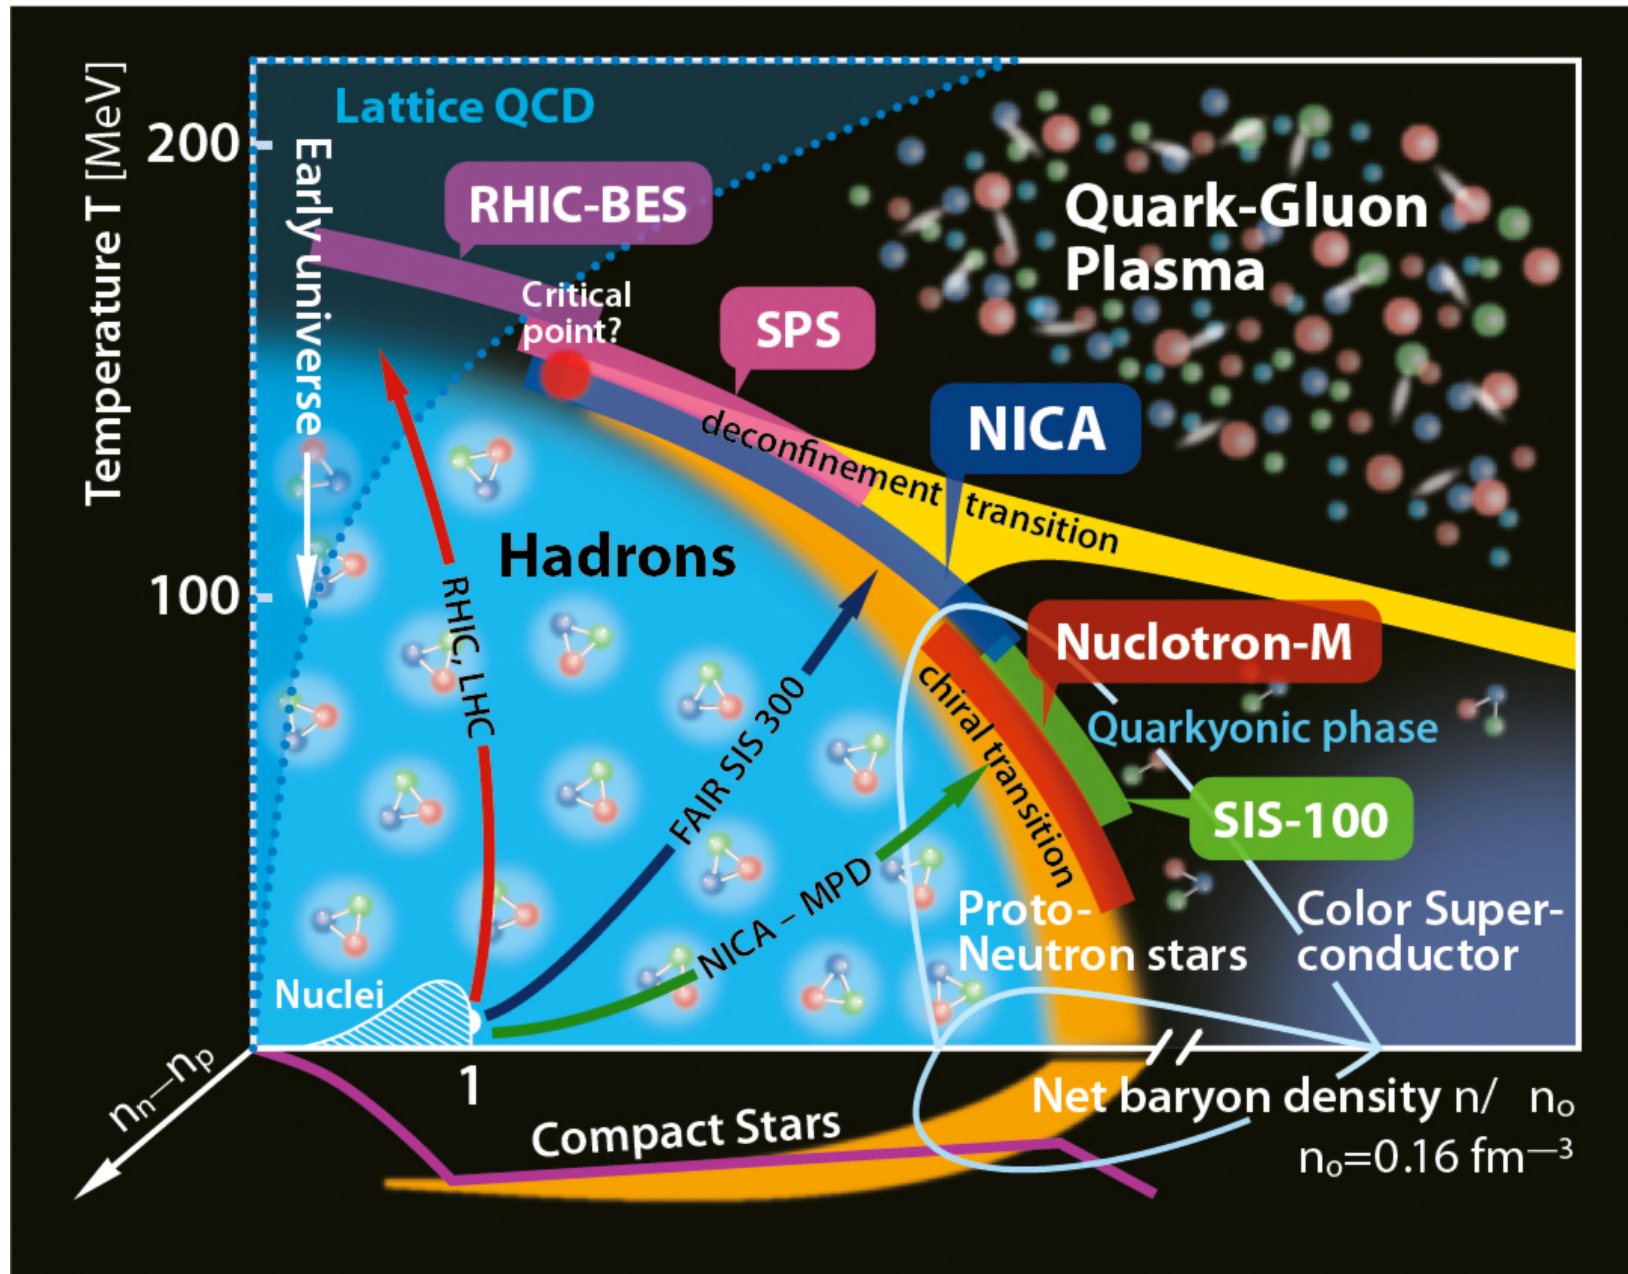 Temperature T [MeV]
200
100
Lattice QCD
Early universe
RHIC-BES
Critical
point?
SPS
Quark-Gluon
Plasma
NICA
deconfinement transition
Hadrons
RHIC, LHC
FAIR SIS 300
NICA – MPD
chiral transition
Nuclotron-M
Quarkyonic phase
SIS-100
Proto-
Neutron stars
Color Super-
conductor
Nuclei
nn—np
1
Compact Stars
Net baryon density n/ no
no=0.16 fm—3